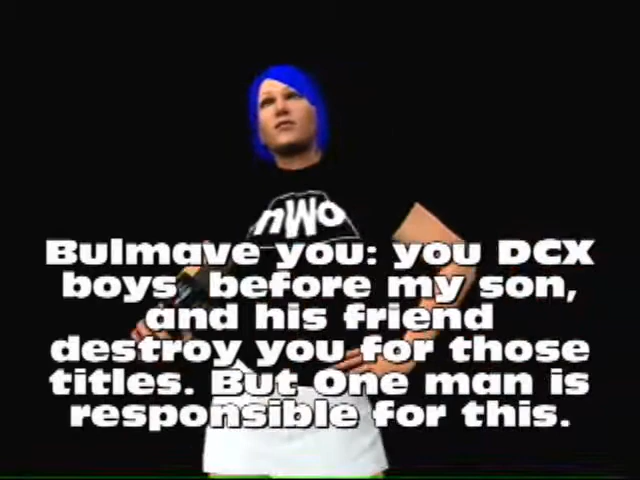 nWo
Bulmave you: you DCX
boys before my son,
and his friend
destroy you for those
titles. But One man is
responsible for this.